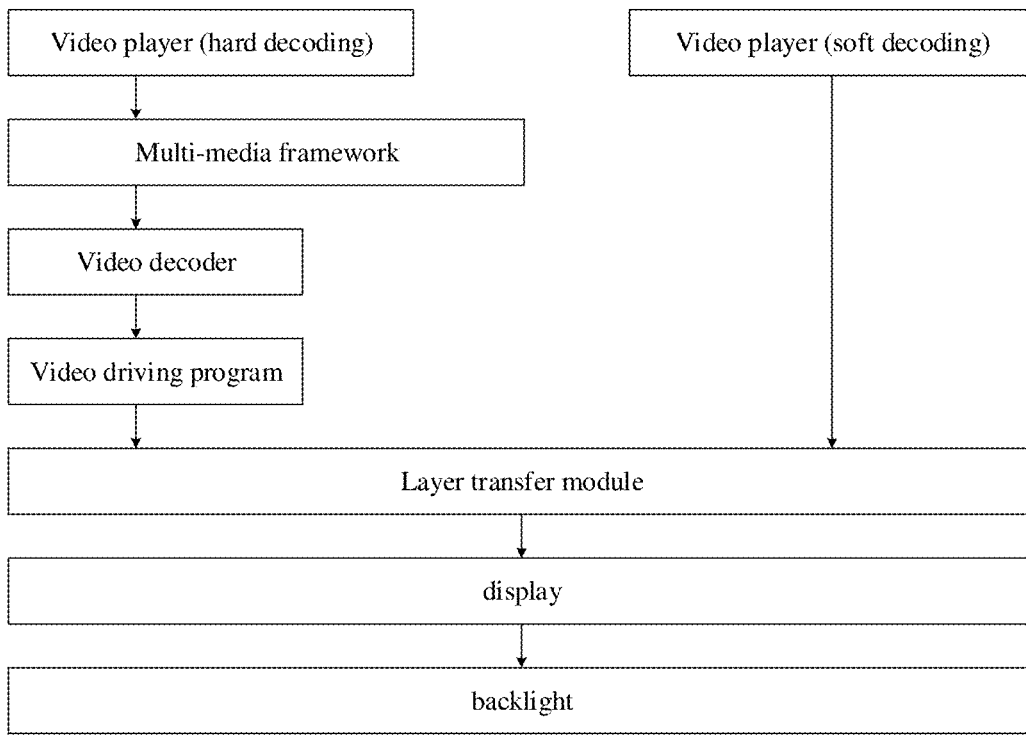 Video player (hard decoding)
Video player (soft decoding)
Multi-media framework
Video decoder
Video driving program
Layer transfer module
display
backlight